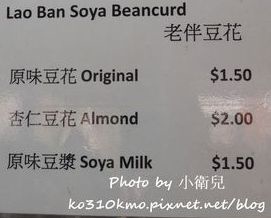 Lao Ban Soya Beancurd
老伴豆花
原味豆花 Original $1.50
杏仁豆花 Almond $2.00
原味豆漿 Soya Milk $1.50
Photo by 小衛兒
ko310kmo.pixnet.net/blog